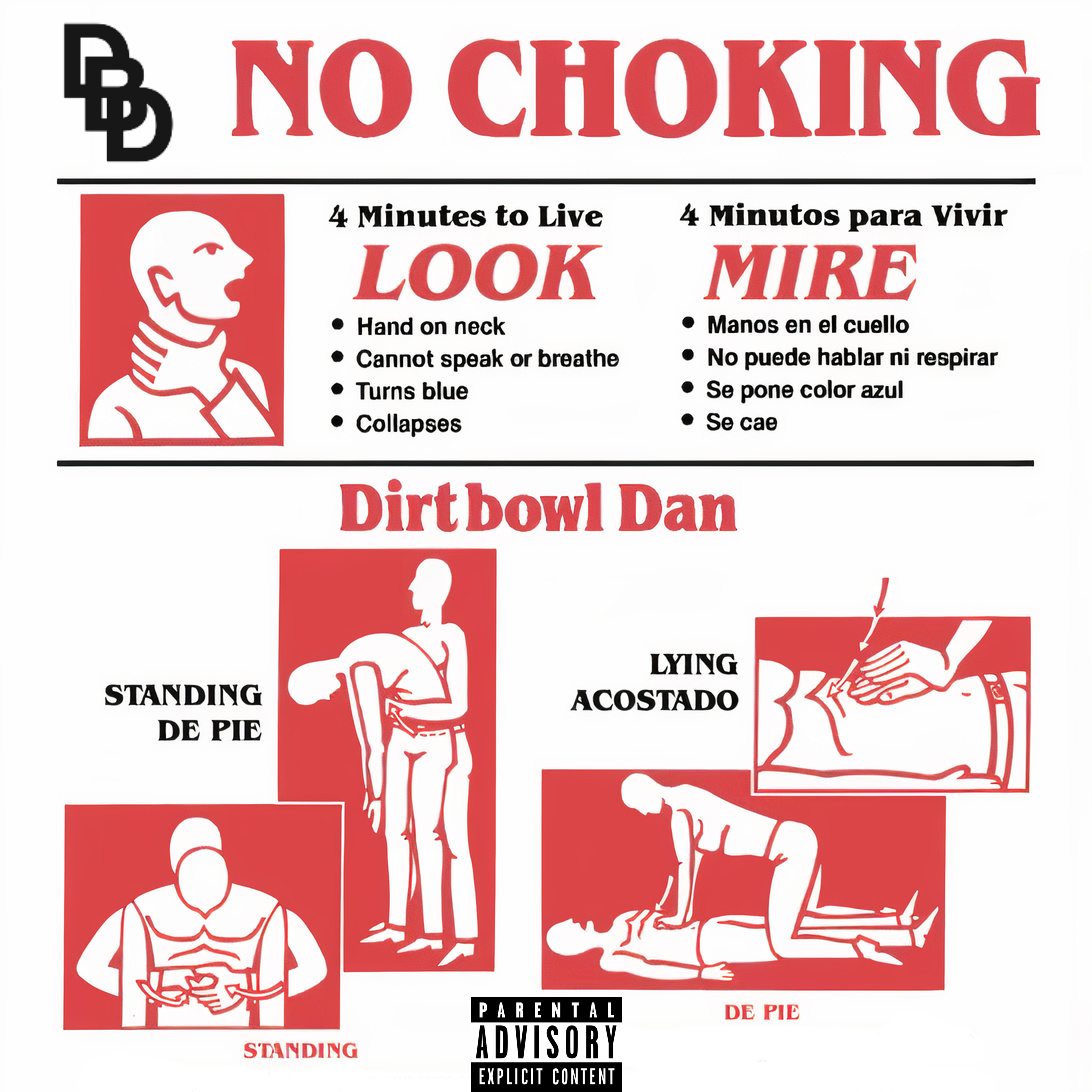 DBD
NO CHOKING
4 Minutes to Live
LOOK
• Hand on neck
• Cannot speak or breathe
• Turns blue
• Collapses
4 Minutos para Vivir
MIRE
• Manos en el cuello
• No puede hablar ni respirar
• Se pone color azul
• Se cae
Dirtbowl Dan
STANDING
DE PIE
LYING
ACOSTADO
STANDING
DE PIE
PARENTAL
ADVISORY
EXPLICIT CONTENT